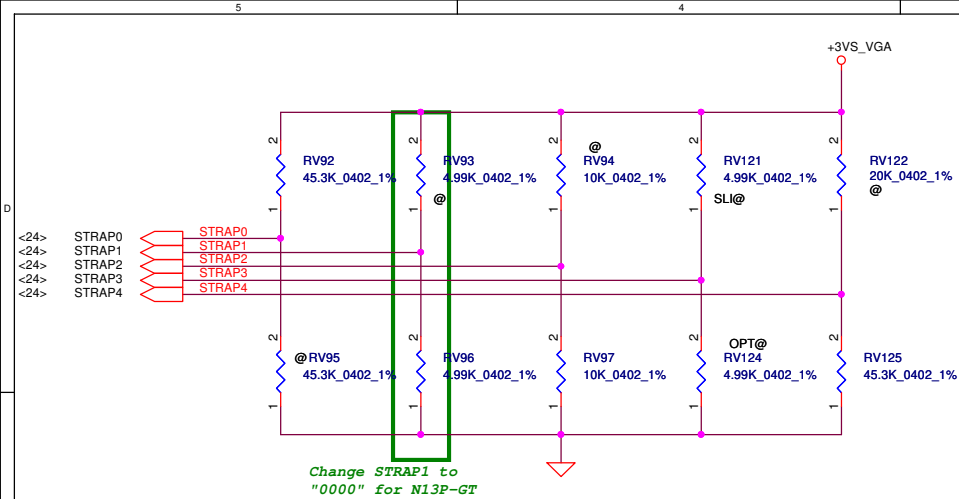 5 4
+3VS_VGA
D
2 2 2 2 2
@
RV92 RV93 RV94 RV121 RV122
45.3K_0402_1% 4.99K_0402_1% 10K_0402_1% 4.99K_0402_1% 20K_0402_1%
@ SLI@ @
1 1 1 1 1
<24> STRAP0 STRAP0
<24> STRAP1 STRAP1
<24> STRAP2 STRAP2
<24> STRAP3 STRAP3
<24> STRAP4 STRAP4
2 2 2 2 2
OPT@
@ RV95 RV96 RV97 RV124 RV125
45.3K_0402_1% 4.99K_0402_1% 10K_0402_1% 4.99K_0402_1% 45.3K_0402_1%
1 1 1 1 1
Change STRAP1 to
"0000" for N13P-GT